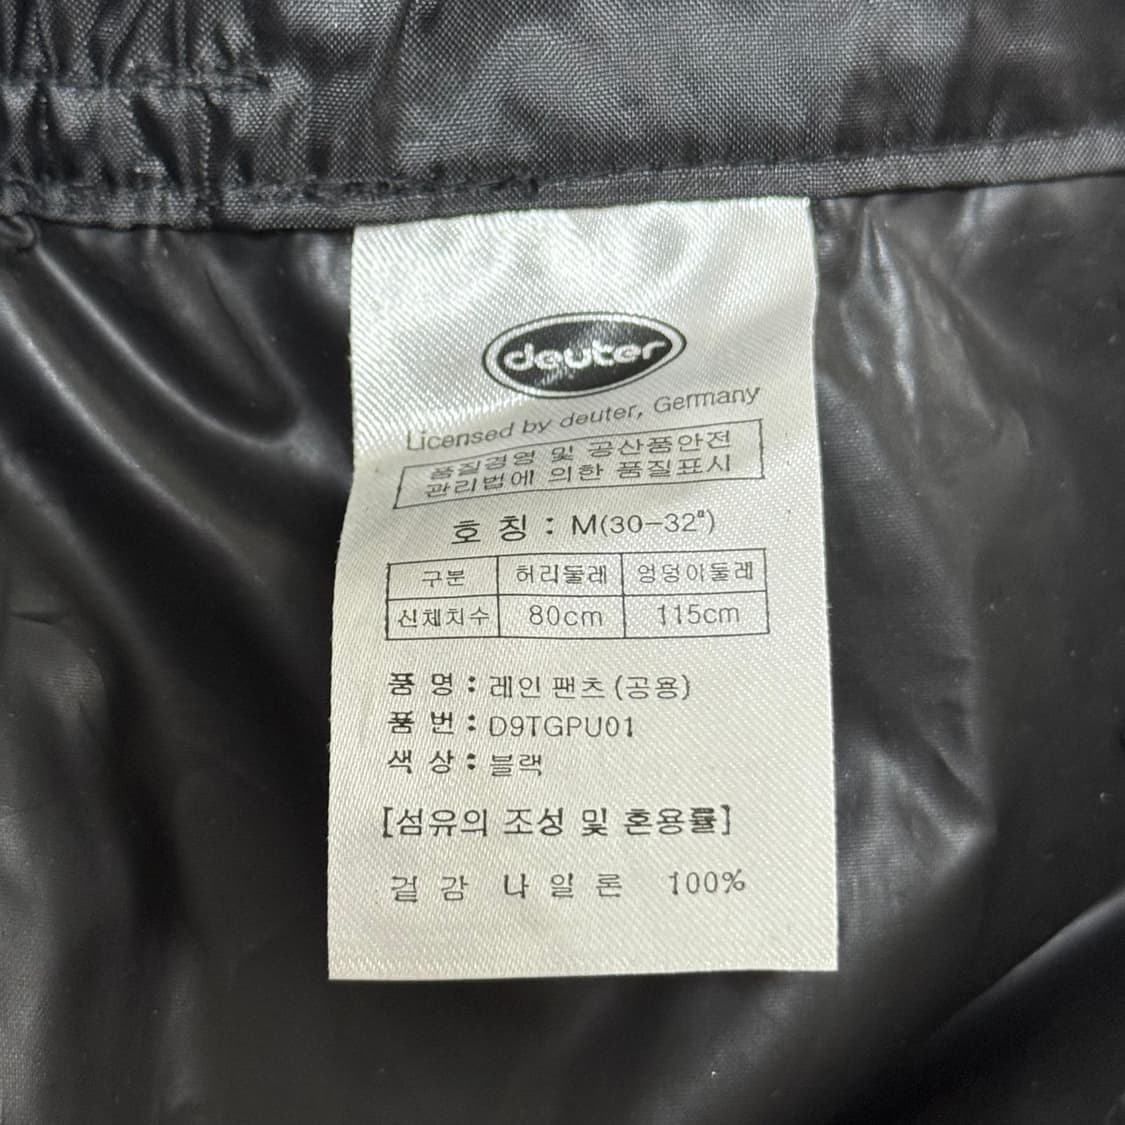 deuter
Licensed by deuter, Germany
품질경영 및 공산품안전
관리법에 의한 품질표시
호 칭 : M(30-32")
구분 허리둘레 엉덩이둘레
신체치수 80cm 115cm
품 명 : 레인 팬츠 (공용)
품 번 : D9TGPU01
색 상 : 블랙
[섬유의 조성 및 혼용률]
겉 감 나 일 론 100%